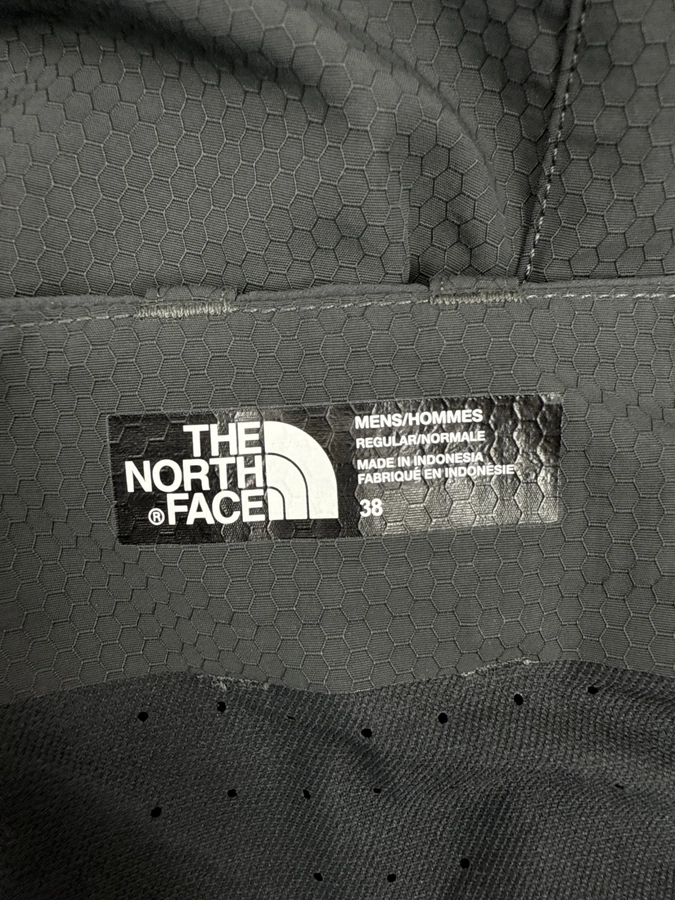 THE
NORTH
® FACE
MENS/HOMMES
REGULAR/NORMALE
MADE IN INDONESIA
FABRIQUÉ EN INDONÉSIE
38